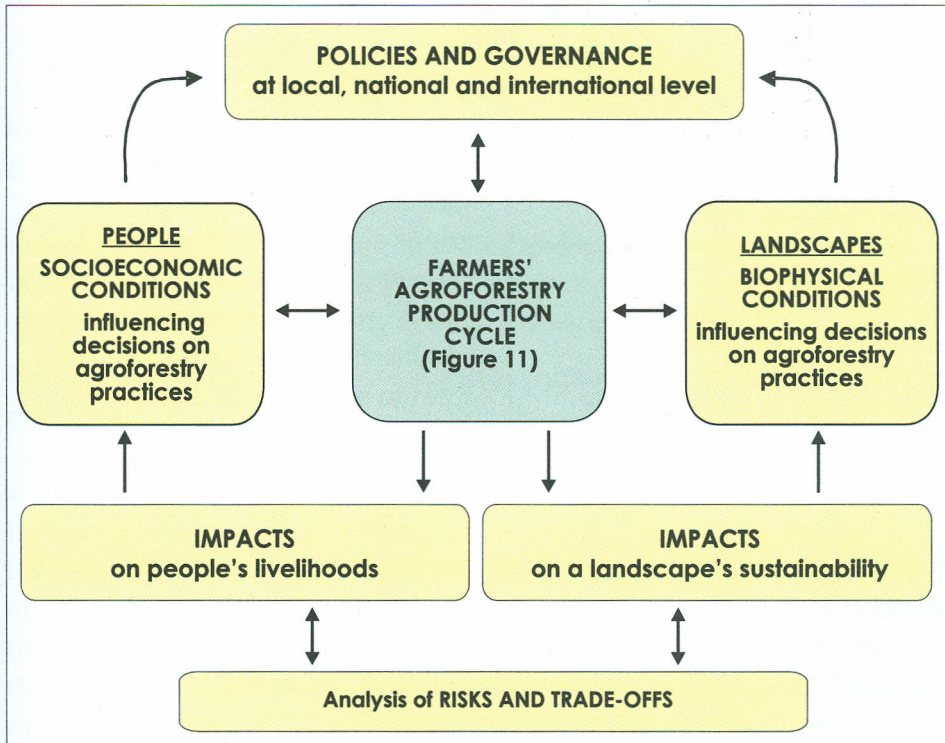 POLICIES AND GOVERNANCE
at local, national and international level
PEOPLE
SOCIOECONOMIC
CONDITIONS
influencing
decisions on
agroforestry
practices
FARMERS’
AGROFORESTRY
PRODUCTION
CYCLE
(Figure 11)
LANDSCAPES
BIOPHYSICAL
CONDITIONS
influencing decisions
on agroforestry
practices
IMPACTS
on people’s livelihoods
IMPACTS
on a landscape’s sustainability
Analysis of RISKS AND TRADE-OFFS